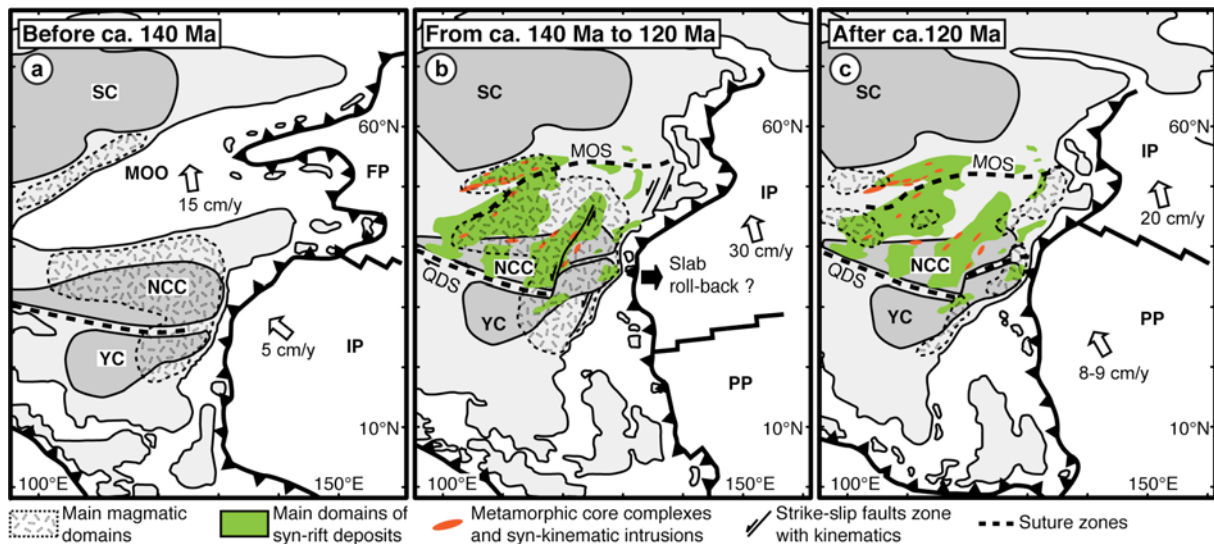 Before ca. 140 Ma
a
SC
60°N
MOO
15 cm/y
FP
NCC
5 cm/y
IP
YC
10°N
100°E
150°E
From ca. 140 Ma to 120 Ma
b
SC
60°N
MOS
IP
30 cm/y
NCC
QDS
Slab
roll-back ?
YC
PP
10°N
100°E
150°E
After ca.120 Ma
c
SC
60°N
IP
MOS
20 cm/y
NCC
QDS
YC
PP
8-9 cm/y
10°N
100°E
150°E
Main magmatic
domains
Main domains of
syn-rift deposits
Metamorphic core complexes
and syn-kinematic intrusions
Strike-slip faults zone
with kinematics
Suture zones